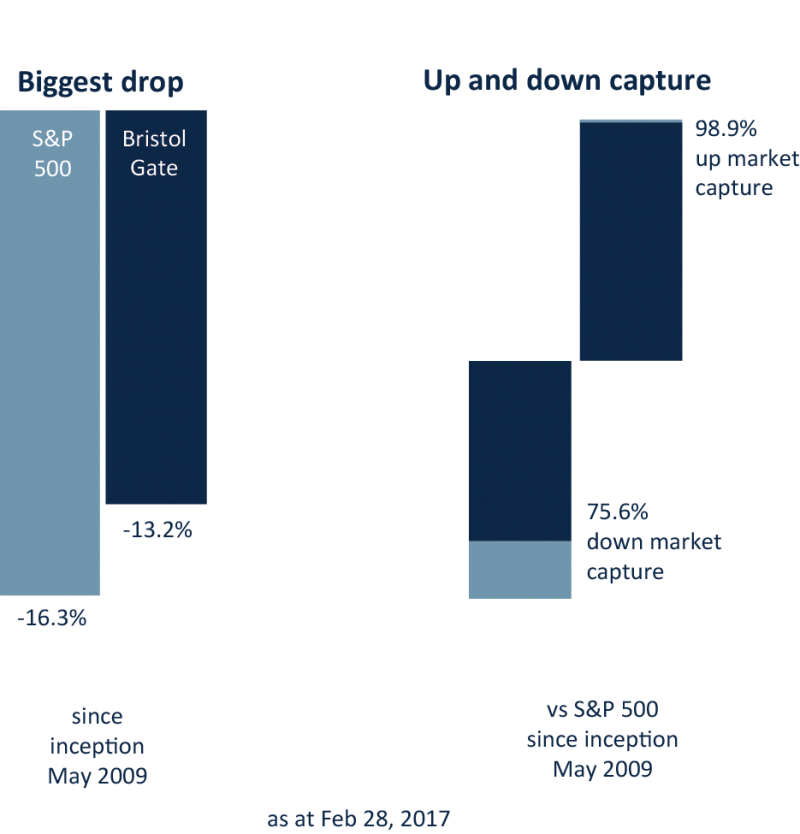 Biggest drop
S&P
500
Bristol
Gate
-13.2%
-16.3%
since
inception
May 2009
Up and down capture
98.9%
up market
capture
75.6%
down market
capture
vs S&P 500
since inception
May 2009
as at Feb 28, 2017